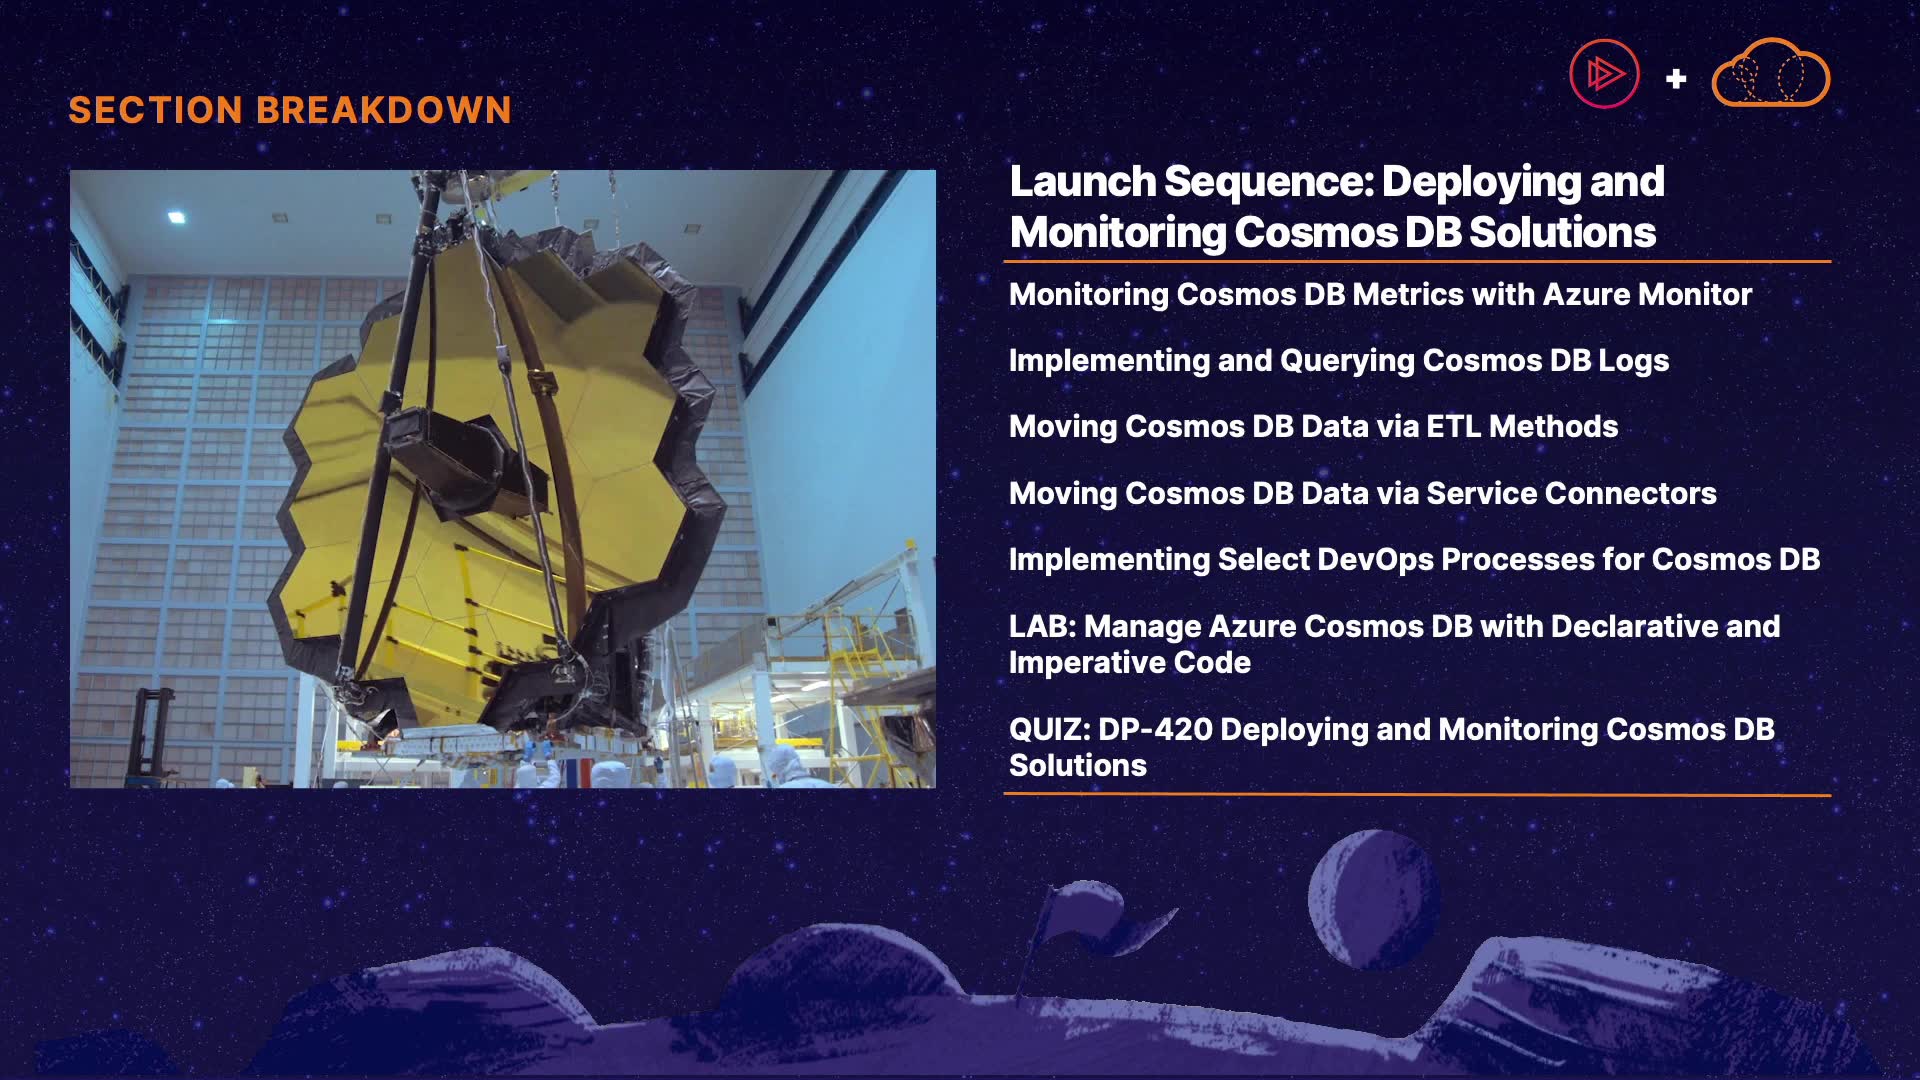 SECTION BREAKDOWN
Launch Sequence: Deploying and
Monitoring Cosmos DB Solutions
Monitoring Cosmos DB Metrics with Azure Monitor
Implementing and Querying Cosmos DB Logs
Moving Cosmos DB Data via ETL Methods
Moving Cosmos DB Data via Service Connectors
Implementing Select DevOps Processes for Cosmos DB
LAB: Manage Azure Cosmos DB with Declarative and
Imperative Code
QUIZ: DP-420 Deploying and Monitoring Cosmos DB
Solutions